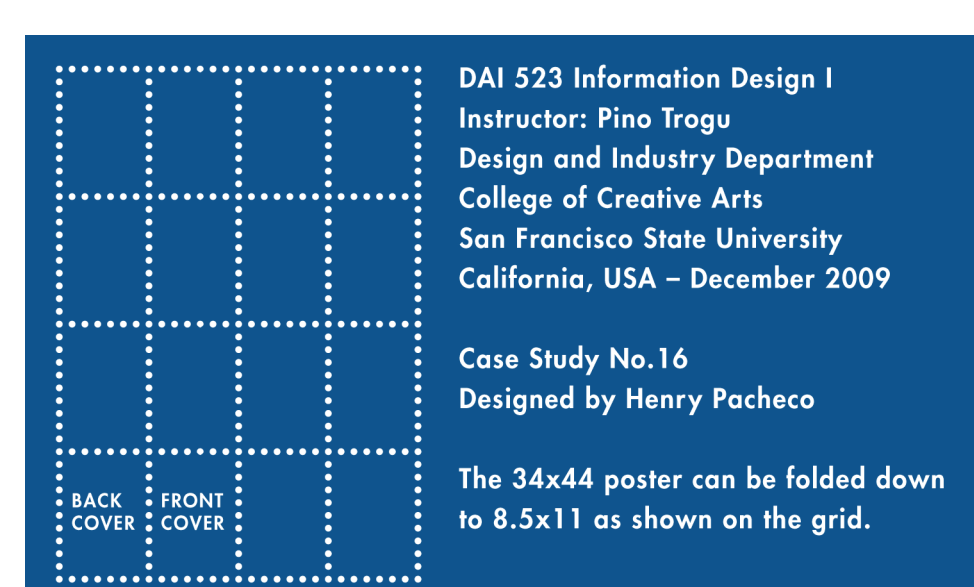 DAI 523 Information Design I
Instructor: Pino Trogu
Design and Industry Department
College of Creative Arts
San Francisco State University
California, USA – December 2009
Case Study No.16
Designed by Henry Pacheco
The 34x44 poster can be folded down
to 8.5x11 as shown on the grid.
BACK
COVER
FRONT
COVER